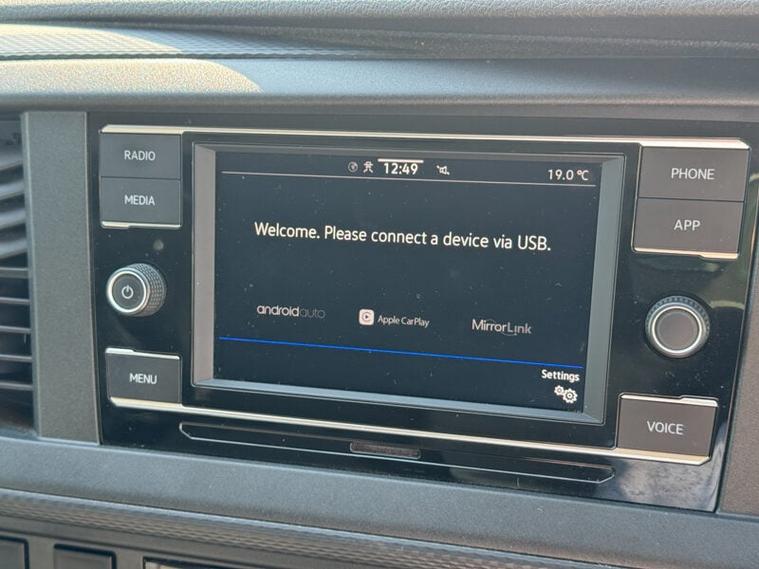 RADIO
MEDIA
MENU
12:49
19.0 °C
Welcome. Please connect a device via USB.
androidauto
Apple CarPlay
MirrorLink
Settings
PHONE
APP
VOICE